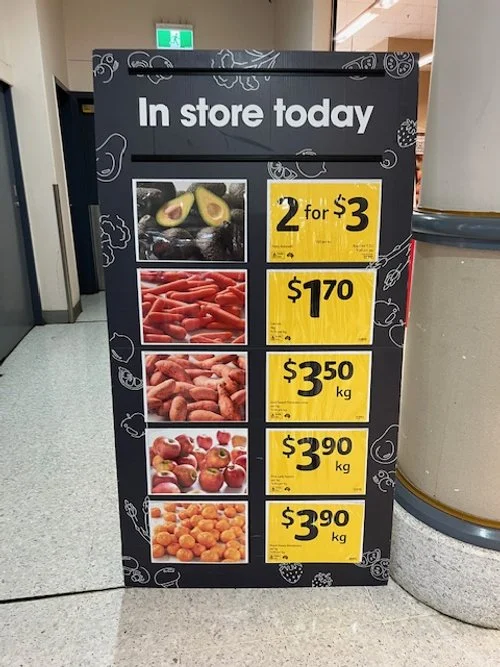 In store today
2 for $3
$1 70
$3 50
kg
$3 90
kg
$3 90
kg